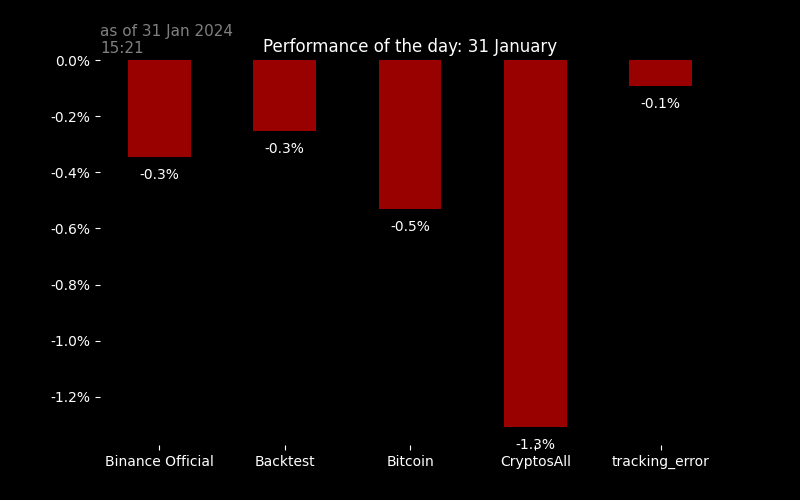 as of 31 Jan 2024
15:21
Performance of the day: 31 January
0.0%
-0.2%
-0.4%
-0.6%
-0.8%
-1.0%
-1.2%
-0.3%
-0.3%
-0.5%
-1.3%
-0.1%
Binance Official
Backtest
Bitcoin
CryptosAll
tracking_error